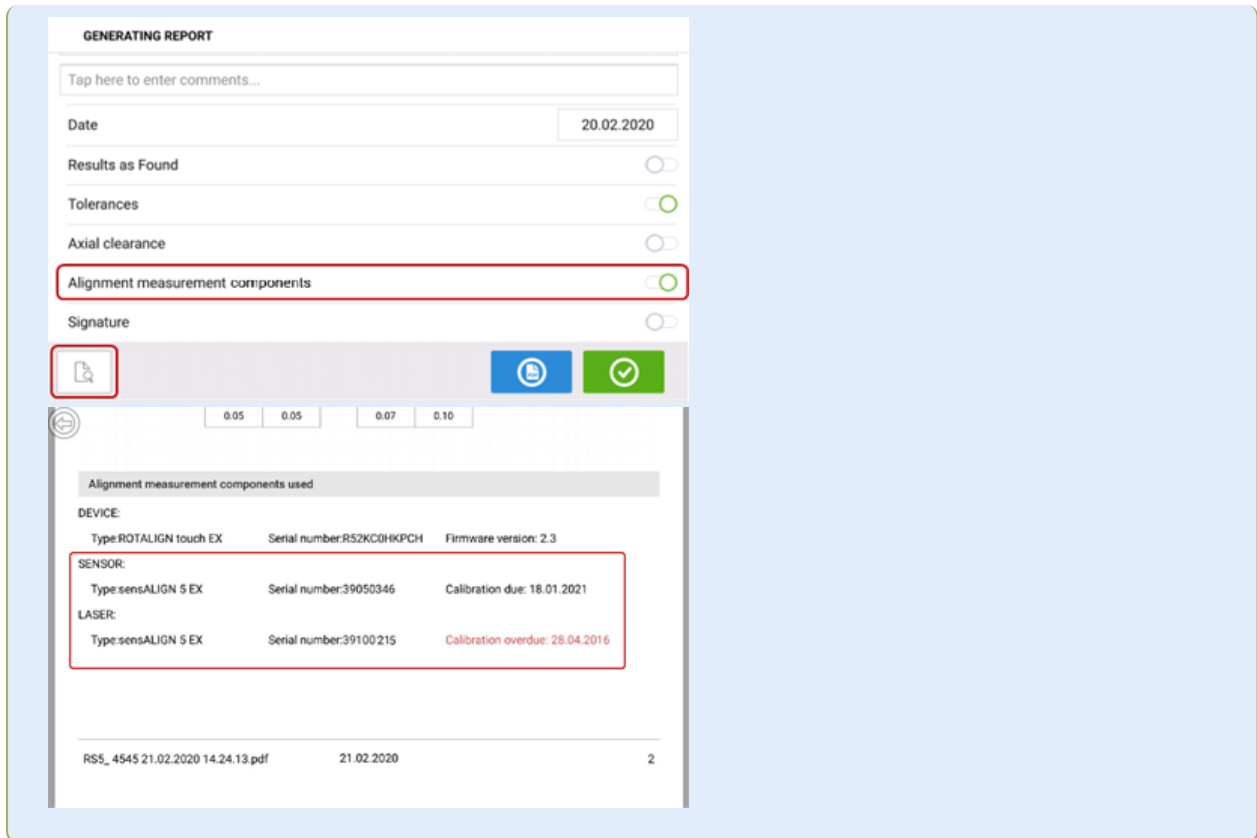 GENERATING REPORT
Tap here to enter comments...
Date 20.02.2020
Results as Found
Tolerances
Axial clearance
Alignment measurement components
Signature
0.05 0.05 0.07 0.10
Alignment measurement components used
DEVICE:
Type:ROTALIGN touch EX Serial number:R52KC0HKPCH Firmware version: 2.3
SENSOR:
Type:sensALIGN 5 EX Serial number:39050346 Calibration due: 18.01.2021
LASER:
Type:sensALIGN 5 EX Serial number:39100215 Calibration overdue: 28.04.2016
RS5_ 4545 21.02.2020 14.24.13.pdf 21.02.2020 2